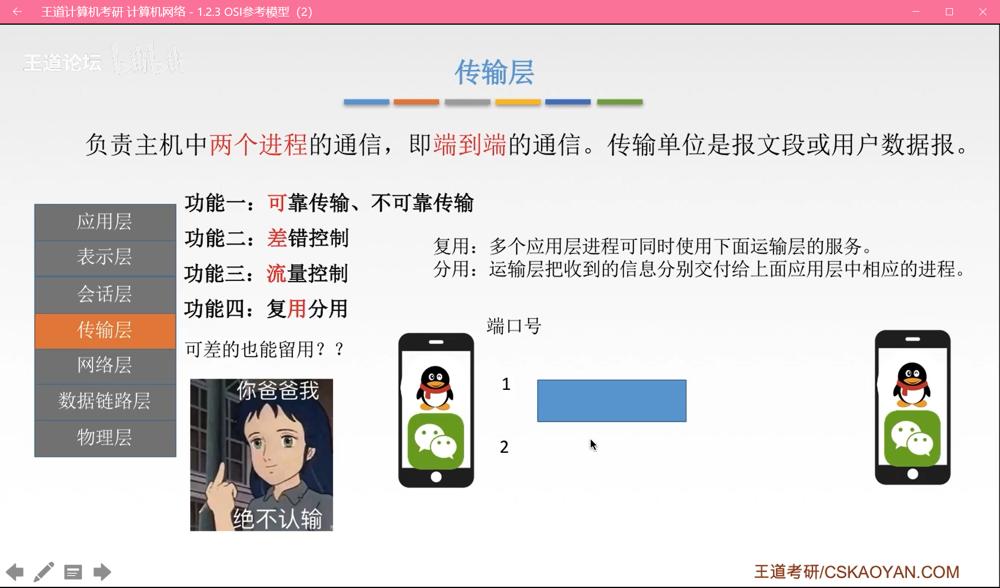 王道计算机考研 计算机网络 - 1.2.3 OSI参考模型（2）
王道论坛 bilibili
传输层
负责主机中两个进程的通信，即端到端的通信。传输单位是报文段或用户数据报。
应用层
表示层
会话层
传输层
网络层
数据链路层
物理层
功能一：可靠传输、不可靠传输
功能二：差错控制
功能三：流量控制
功能四：复用分用
可差的也能留用？？
复用：多个应用层进程可同时使用下面运输层的服务。
分用：运输层把收到的信息分别交付给上面应用层中相应的进程。
端口号
1
2
你爸爸我
绝不认输
王道考研/CSKAOYAN.COM